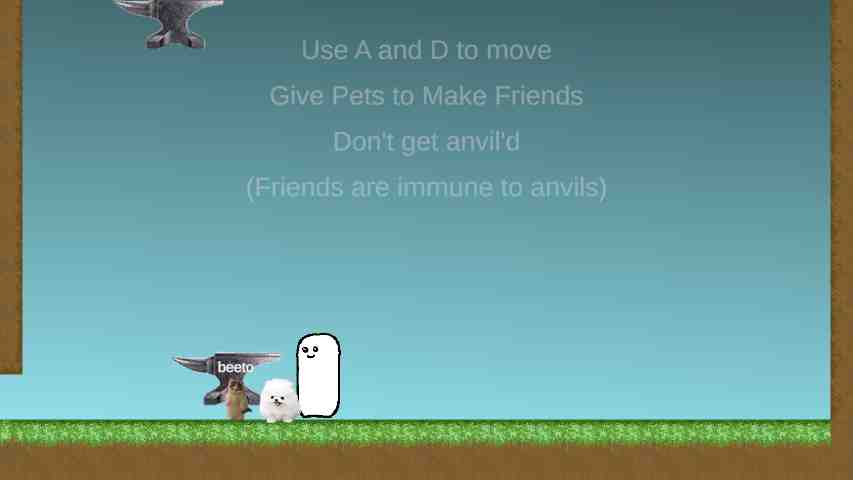 Use A and D to move
Give Pets to Make Friends
Don't get anvil'd
(Friends are immune to anvils)
beeto